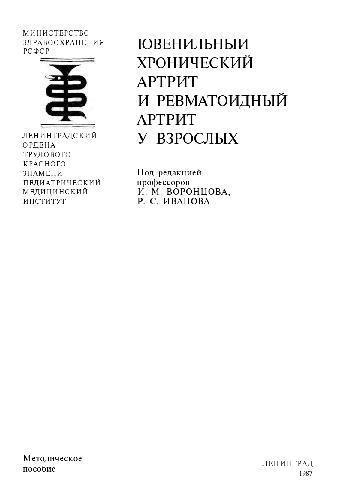 МИНИСТЕРСТВО
ЗДРАВООХРАНЕНИЯ
РСФСР
ЛЕНИНГРАДСКИЙ
ОРДЕНА
ТРУДОВОГО
КРАСНОГО
ЗНАМЕНИ
ПЕДИАТРИЧЕСКИЙ
МЕДИЦИНСКИЙ
ИНСТИТУТ
ЮВЕНИЛЬНЫЙ
ХРОНИЧЕСКИЙ
АРТРИТ
И РЕВМАТОИДНЫЙ
АРТРИТ
У ВЗРОСЛЫХ
Под редакцией
профессоров
И. М. ВОРОНЦОВА,
Р. С. ИВАНОВА
Методическое
пособие
ЛЕНИНГРАД
1987